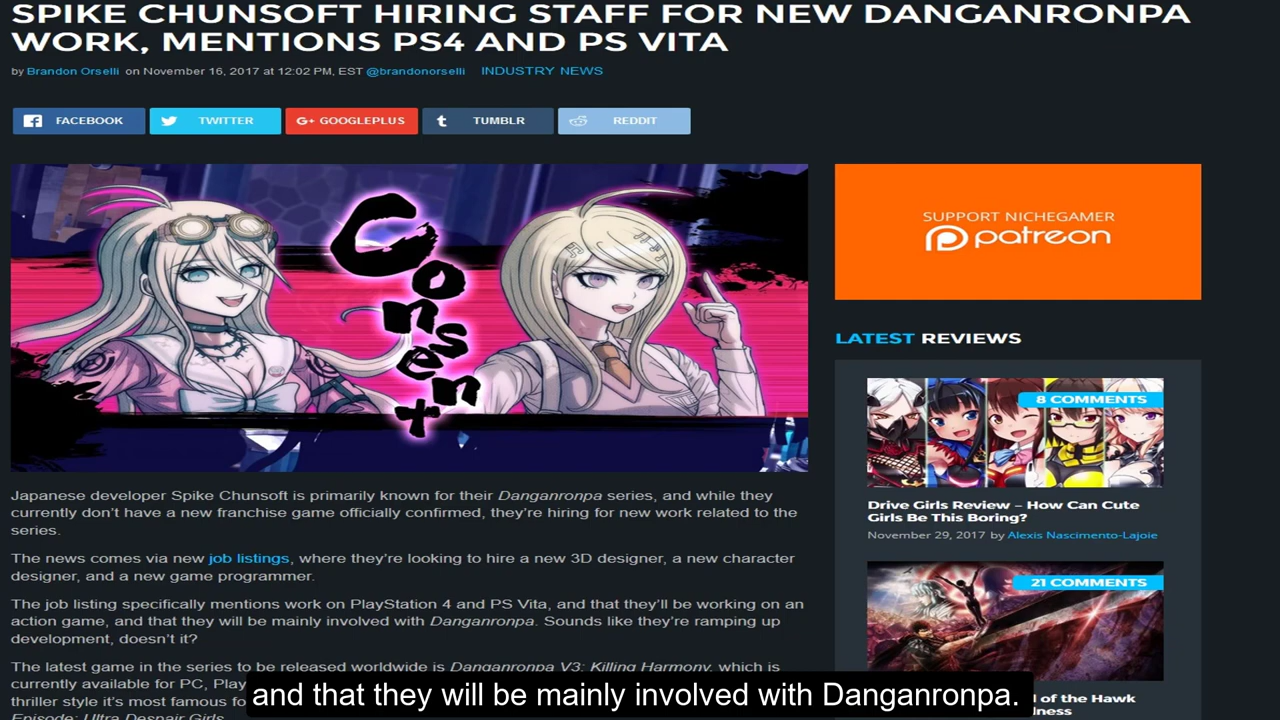 SPIKE CHUNSOFT HIRING STAFF FOR NEW DANGANRONPA
WORK, MENTIONS PS4 AND PS VITA
by Brandon Orselli on November 16, 2017 at 12:02 PM, EST @brandonorselli INDUSTRY NEWS
FACEBOOK TWITTER G+ GOOGLEPLUS TUMBLR REDDIT
Consent
Japanese developer Spike Chunsoft is primarily known for their Danganronpa series, and while they
currently don't have a new franchise game officially confirmed, they're hiring for new work related to the
series.
The news comes via new job listings, where they're looking to hire a new 3D designer, a new character
designer, and a new game programmer.
The job listing specifically mentions work on PlayStation 4 and PS Vita, and that they'll be working on an
action game, and that they will be mainly involved with Danganronpa. Sounds like they're ramping up
development, doesn't it?
The latest game in the series to be released worldwide is Danganronpa V3: Killing Harmony, which is
currently available for PC, Play
thriller style it's most famous fo
Episode: Ultra Despair Girls
and that they will be mainly involved with Danganronpa.
SUPPORT NICHEGAMER
patreon
LATEST REVIEWS
8 COMMENTS
Drive Girls Review – How Can Cute
Girls Be This Boring?
November 29, 2017 by Alexis Nascimento-Lajoie
21 COMMENTS
of the Hawk